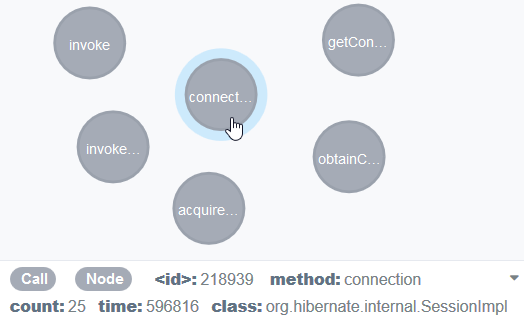 invoke
getCon…
connect…
invoke…
obtainC…
acquire…
Call Node <id>: 218939 method: connection
count: 25 time: 596816 class: org.hibernate.internal.SessionImpl